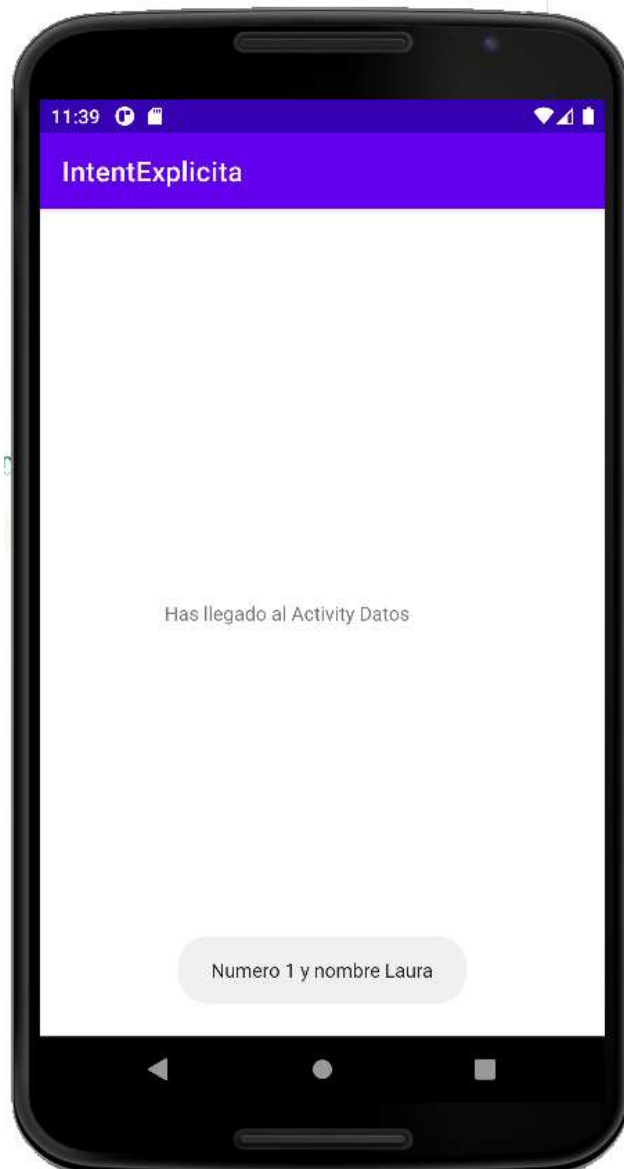 11:39
IntentExplicita
Has llegado al Activity Datos
Numero 1 y nombre Laura